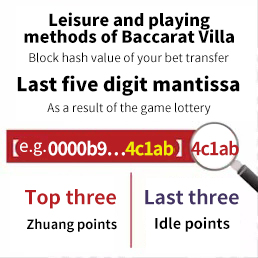 Leisure and playing
methods of Baccarat Villa
Block hash value of your bet transfer
Last five digit mantissa
As a result of the game lottery
【e.g.0000b9...4c1ab】 4c1ab
Top three
Last three
Zhuang points
Idle points